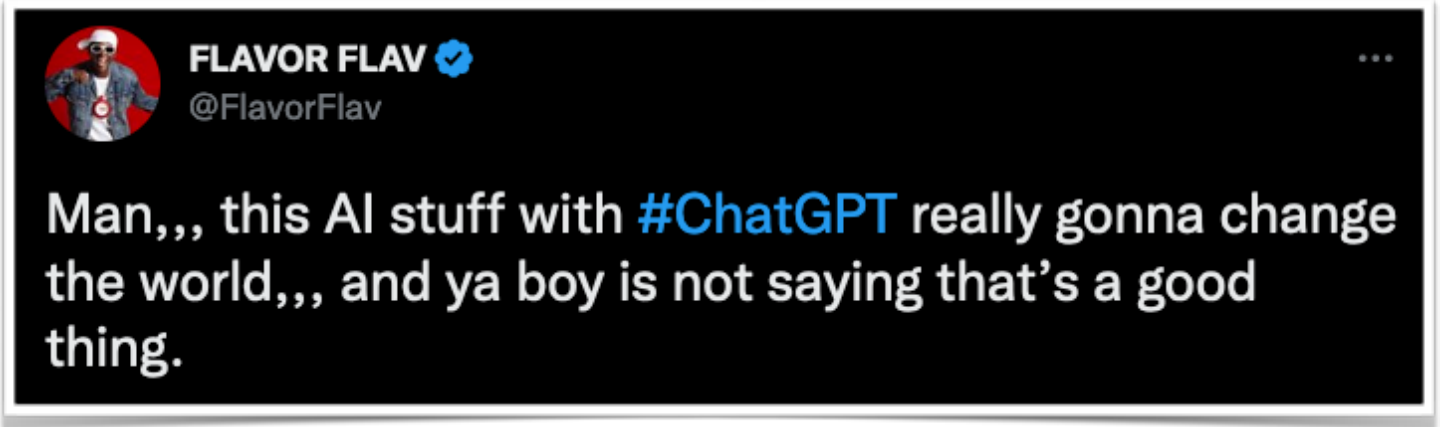 FLAVOR FLAV
@FlavorFlav
Man,,, this AI stuff with #ChatGPT really gonna change
the world,,, and ya boy is not saying that’s a good
thing.